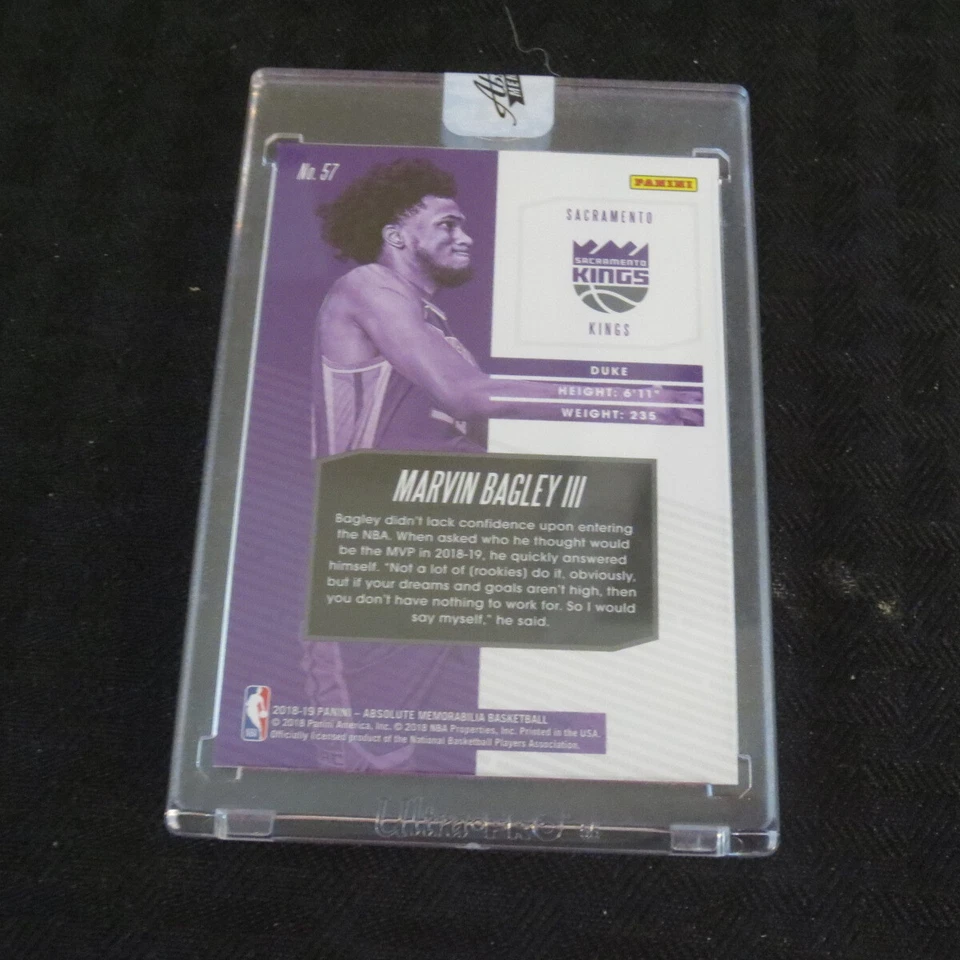 No. 57
PANINI
SACRAMENTO
SACRAMENTO
KINGS
KINGS
DUKE
HEIGHT: 6'11"
WEIGHT: 235
MARVIN BAGLEY III
Bagley didn't lack confidence upon entering
the NBA. When asked who he thought would
be the MVP in 2018-19, he quickly answered
himself. "Not a lot of (rookies) do it, obviously,
but if your dreams and goals aren't high, then
you don't have nothing to work for. So I would
say myself," he said.
2018-19 PANINI – ABSOLUTE MEMORABILIA BASKETBALL
© 2018 Panini America, Inc. © 2018 NBA Properties, Inc. Printed in the USA.
Officially licensed product of the National Basketball Players Association.